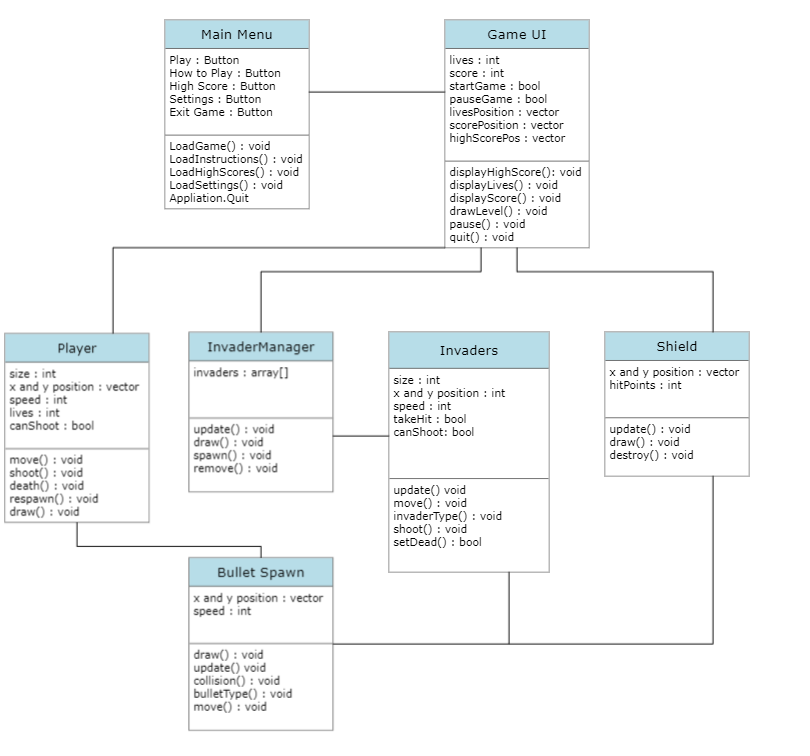 Main Menu
Play : Button
How to Play : Button
High Score : Button
Settings : Button
Exit Game : Button
LoadGame() : void
LoadInstructions() : void
LoadHighScores() : void
LoadSettings() : void
Appliation.Quit
Game UI
lives : int
score : int
startGame : bool
pauseGame : bool
livesPosition : vector
scorePosition : vector
highScorePos : vector
displayHighScore(): void
displayLives() : void
displayScore() : void
drawLevel() : void
pause() : void
quit() : void
Player
size : int
x and y position : vector
speed : int
lives : int
canShoot : bool
move() : void
shoot() : void
death() : void
respawn() : void
draw() : void
InvaderManager
invaders : array[]
update() : void
draw() : void
spawn() : void
remove() : void
Invaders
size : int
x and y position : int
speed : int
takeHit : bool
canShoot: bool
update() void
move() : void
invaderType() : void
shoot() : void
setDead() : bool
Shield
x and y position : vector
hitPoints : int
update() : void
draw() : void
destroy() : void
Bullet Spawn
x and y position : vector
speed : int
draw() : void
update() void
collision() : void
bulletType() : void
move() : void